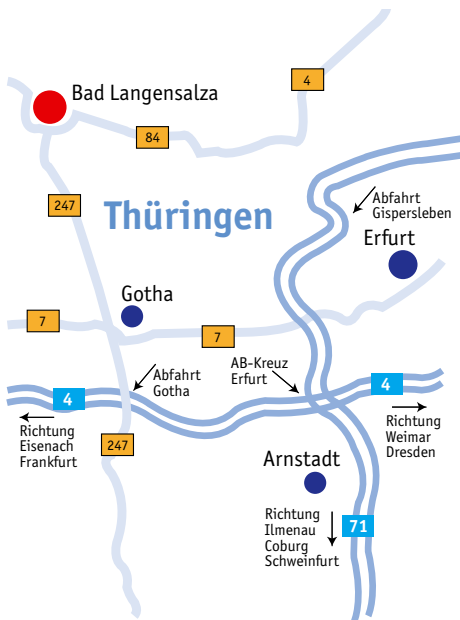 4
Bad Langensalza
84
247
Thüringen
Abfahrt
Gispersleben
Erfurt
Gotha
7
7
AB-Kreuz
Erfurt
Abfahrt
Gotha
4
4
Richtung
Eisenach
Frankfurt
Richtung
Weimar
Dresden
247
Arnstadt
Richtung
Ilmenau
Coburg
Schweinfurt
71